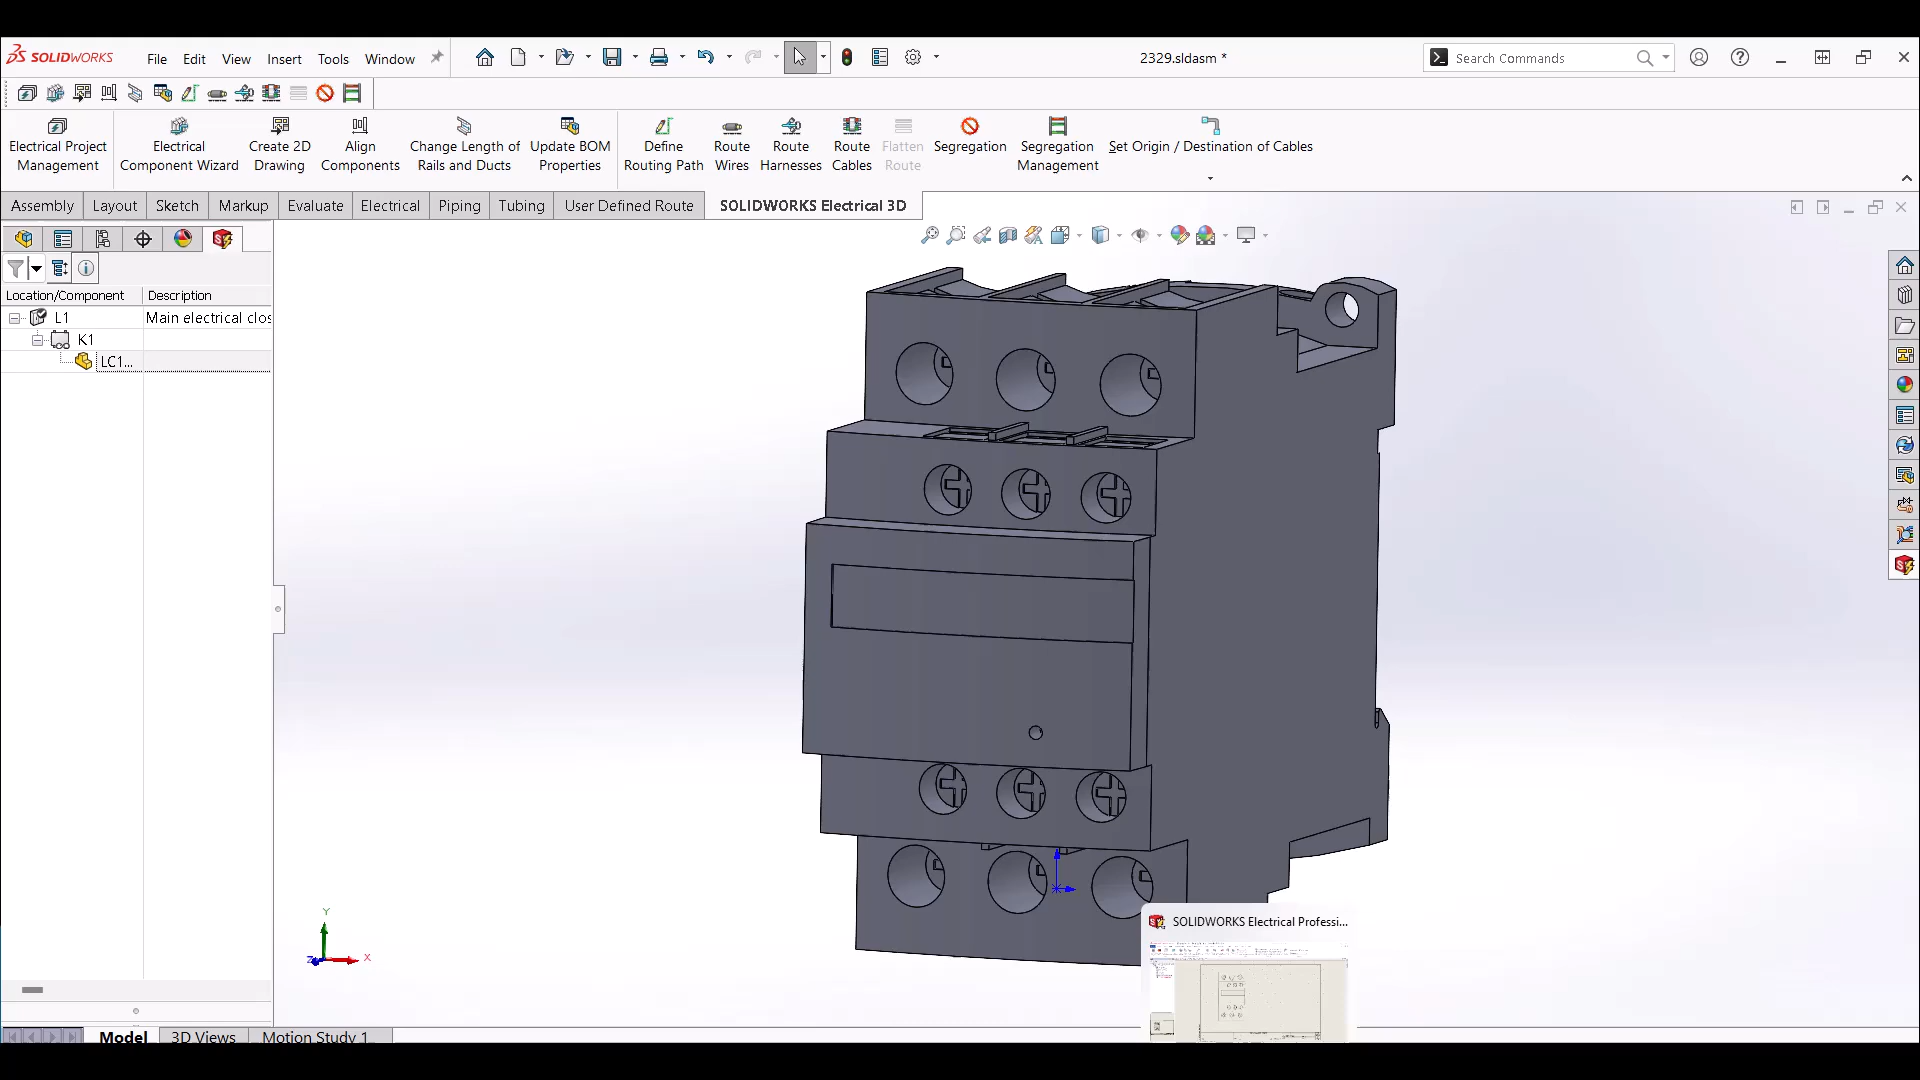 SOLIDWORKS
File Edit View Insert Tools Window
2329.sldasm *
Search Commands
Electrical Project Management
Electrical Component Wizard
Create 2D Drawing
Align Components
Change Length of Rails and Ducts
Update BOM Properties
Define Routing Path
Route Wires
Route Harnesses
Route Cables
Flatten Route
Segregation
Segregation Management
Set Origin / Destination of Cables
Assembly Layout Sketch Markup Evaluate Electrical Piping Tubing User Defined Route SOLIDWORKS Electrical 3D
Location/Component Description
L1 Main electrical clos
K1
LC1...
Y
X
Z
SOLIDWORKS Electrical Professi...
Model 3D Views Motion Study 1